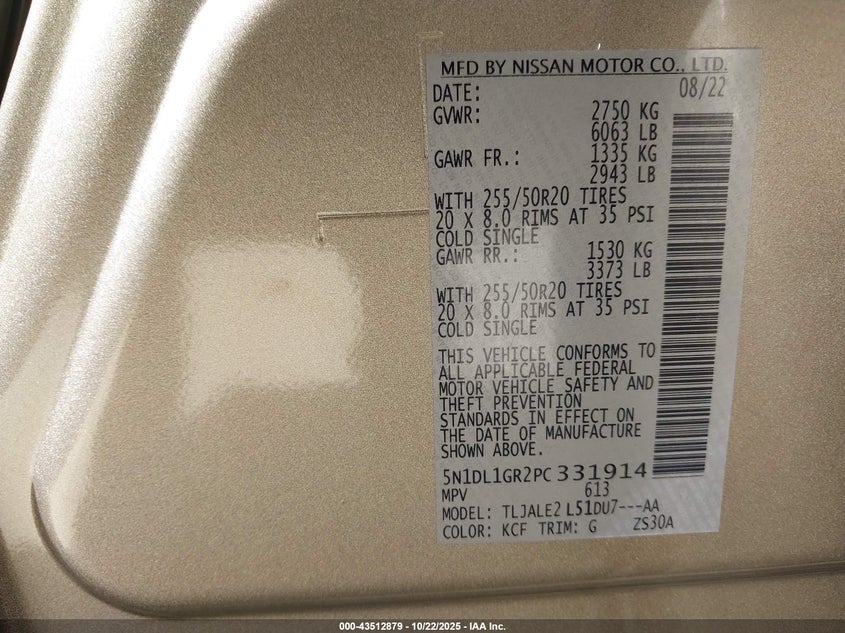 MFD BY NISSAN MOTOR CO., LTD.
DATE: 08/22
GVWR: 2750 KG
6063 LB
GAWR FR.: 1335 KG
2943 LB
WITH 255/50R20 TIRES
20 X 8.0 RIMS AT 35 PSI
COLD SINGLE
GAWR RR.: 1530 KG
3373 LB
WITH 255/50R20 TIRES
20 X 8.0 RIMS AT 35 PSI
COLD SINGLE
THIS VEHICLE CONFORMS TO
ALL APPLICABLE FEDERAL
MOTOR VEHICLE SAFETY AND
THEFT PREVENTION
STANDARDS IN EFFECT ON
THE DATE OF MANUFACTURE
SHOWN ABOVE.
5N1DL1GR2PC331914
MPV 613
MODEL: TLJALE2 L51DU7---AA
COLOR: KCF TRIM: G ZS30A
000-43512879 - 10/22/2025 - IAA Inc.